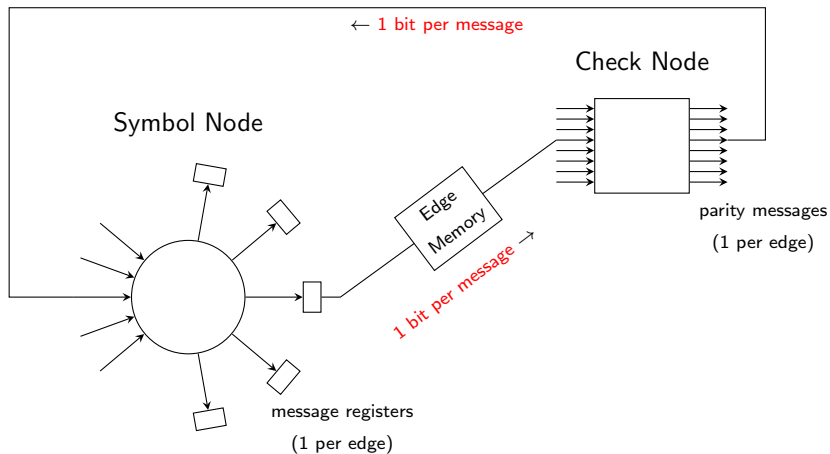 ← 1 bit per message
Check Node
Symbol Node
Edge
Memory
1 bit per message →
parity messages
(1 per edge)
message registers
(1 per edge)